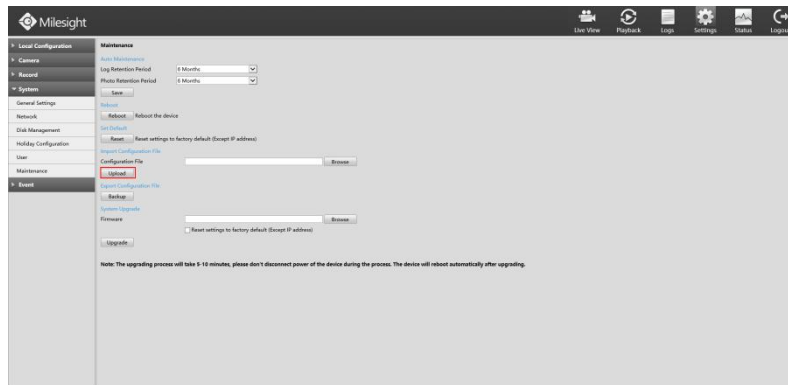 Milesight
Live View Playback Logs Settings Status Logout
Local Configuration
Camera
Record
System
General Settings
Network
Disk Management
Holiday Configuration
User
Maintenance
Event
Maintenance
Auto Maintenance
Log Retention Period 6 Months
Photo Retention Period 6 Months
Save
Reboot
Reboot Reboot the device
Set Default
Reset Reset settings to factory default (Except IP address)
Import Configuration File
Configuration File Browse
Upload
Export Configuration File
Backup
System Upgrade
Firmware Browse
Reset settings to factory default (Except IP address)
Upgrade
Note: The upgrading process will take 5-10 minutes, please don't disconnect power of the device during the process. The device will reboot automatically after upgrading.